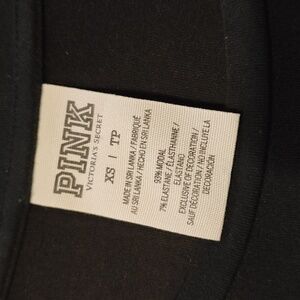 PINK
VICTORIA'S SECRET
XS | TP
MADE IN SRI LANKA / FABRIQUÉ
AU SRI LANKA / HECHO EN SRI LANKA
93% MODAL
7% ELASTANE / ÉLASTHANNE /
ELASTANO
EXCLUSIVE OF DECORATION /
SAUF DÉCORATION / NO INCLUYE LA
DECORACIÓN